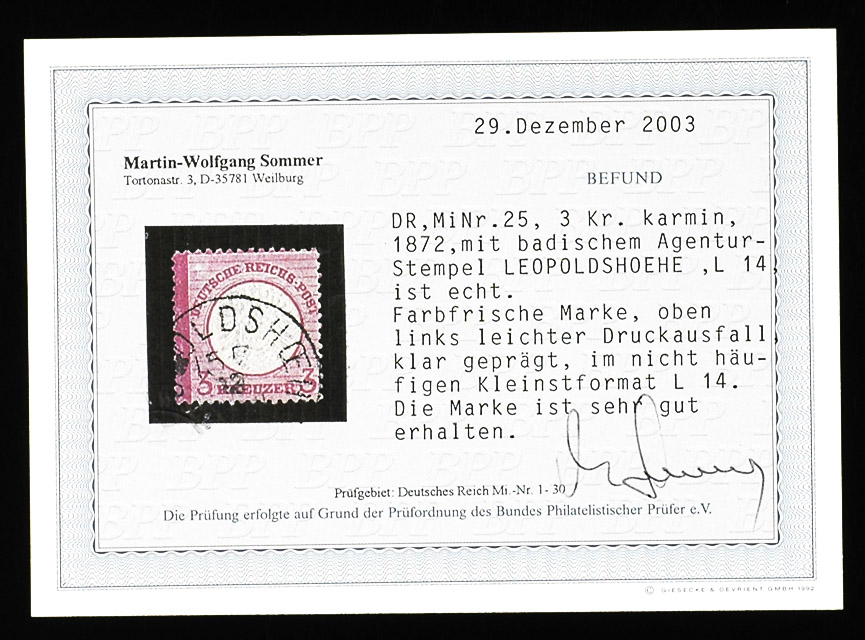 29.Dezember 2003
Martin-Wolfgang Sommer
Tortonastr. 3, D-35781 Weilburg
BEFUND
DR,MiNr.25, 3 Kr. karmin,
1872,mit badischem Agentur-
Stempel LEOPOLDSHOEHE ,L 14,
ist echt.
Farbfrische Marke, oben
links leichter Druckausfall,
klar geprägt, im nicht häu-
figen Kleinstformat L 14.
Die Marke ist sehr gut
erhalten.
DEUTSCHE REICHS-POST
LDSH
3 KREUZER 3
Prüfgebiet: Deutsches Reich Mi.-Nr. 1- 30
Die Prüfung erfolgte auf Grund der Prüfordnung des Bundes Philatelistischer Prüfer e.V.
© GIESECKE & DEVRIENT GMBH 1992